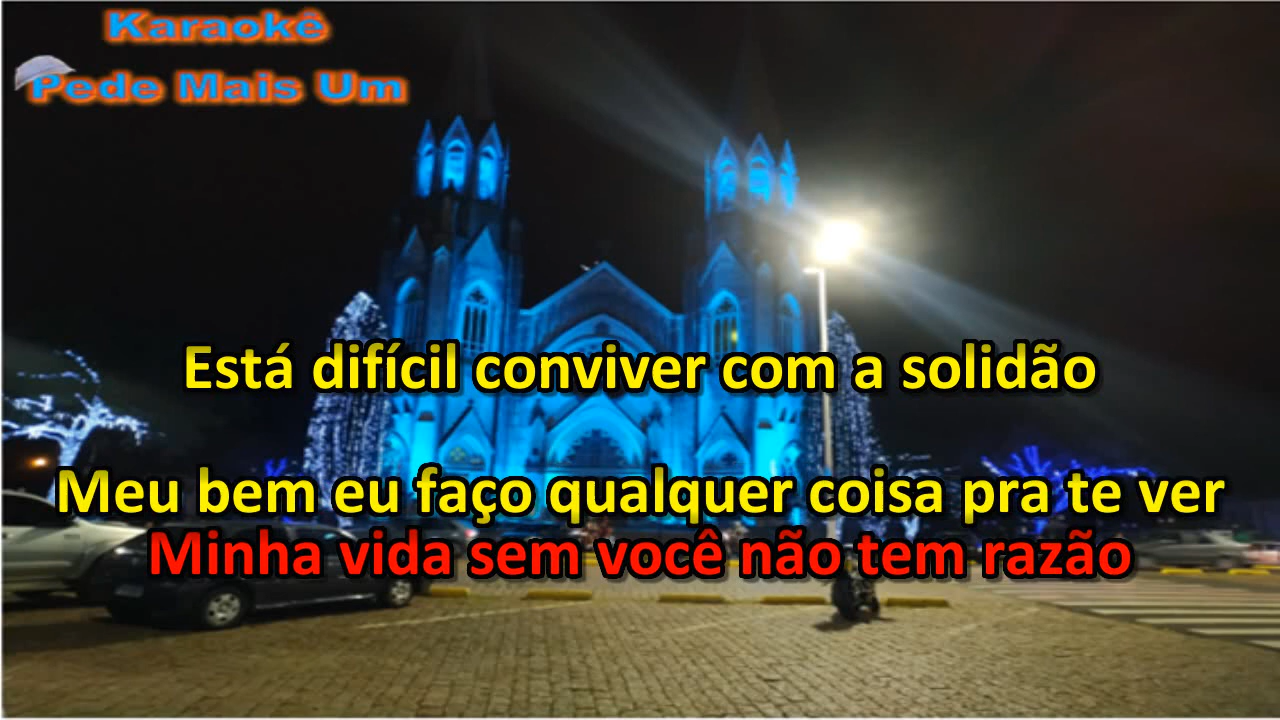 Karaokê
Pede Mais Um
Está difícil conviver com a solidão
Meu bem eu faço qualquer coisa pra te ver
Minha vida sem você não tem razão